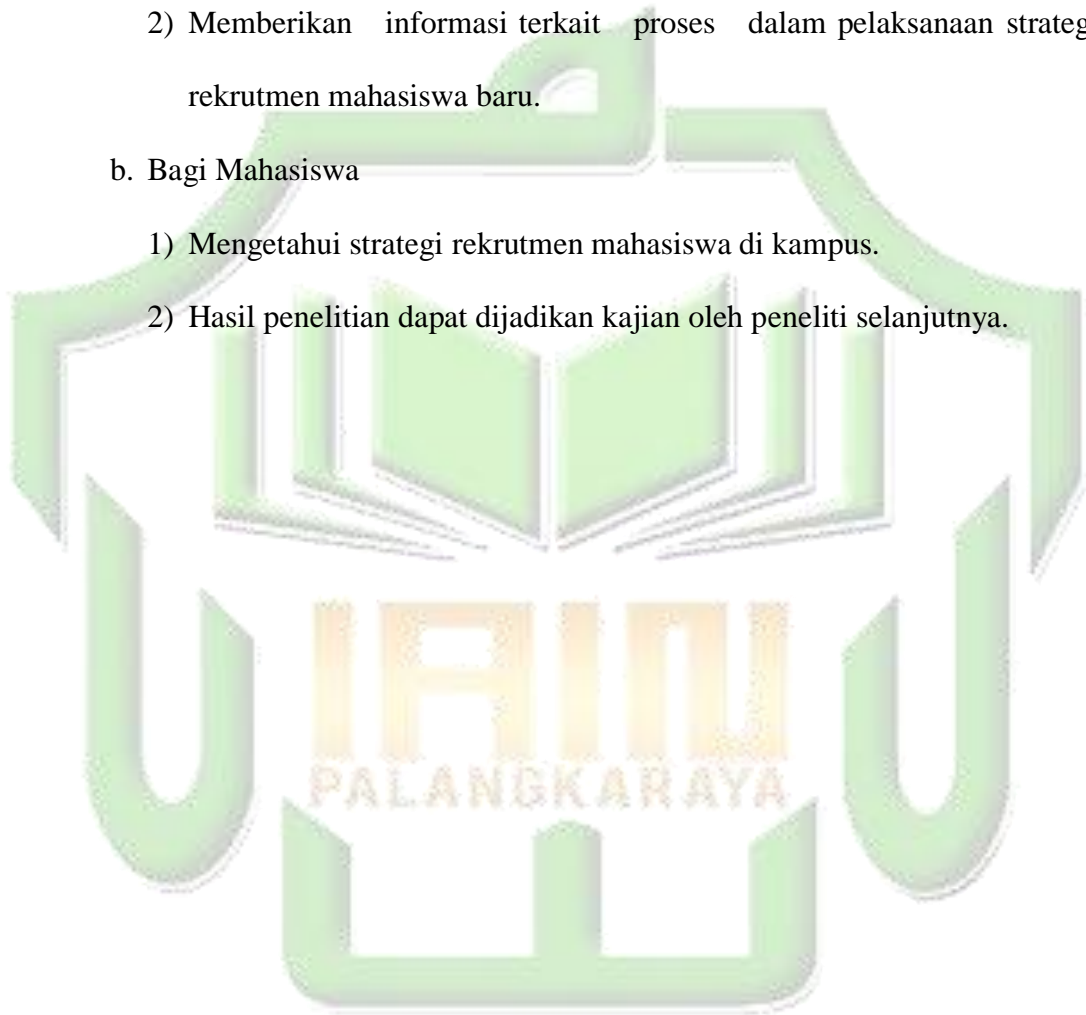 2) Memberikan informasi terkait proses dalam pelaksanaan strateg
rekrutmen mahasiswa baru.
b. Bagi Mahasiswa
1) Mengetahui strategi rekrutmen mahasiswa di kampus.
2) Hasil penelitian dapat dijadikan kajian oleh peneliti selanjutnya.
IAIN
PALANGKARAYA